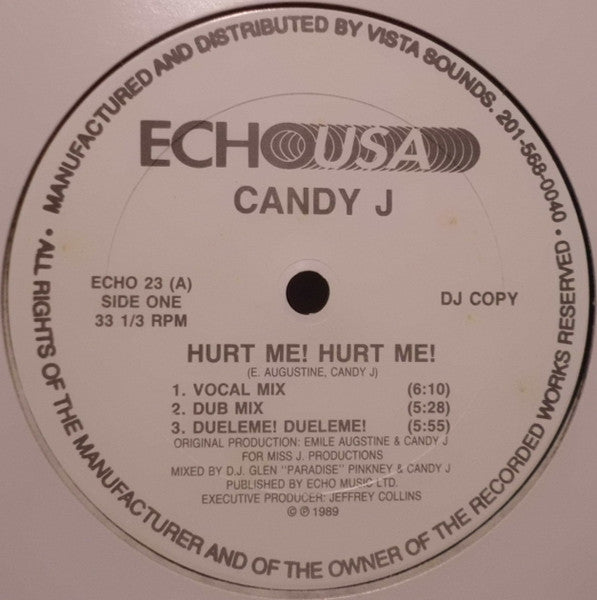 MANUFACTURED AND DISTRIBUTED BY VISTA SOUNDS. 201-568-0040 •
ECHO USA
CANDY J
ECHO 23 (A)
SIDE ONE
33 1/3 RPM
DJ COPY
HURT ME! HURT ME!
(E. AUGUSTINE, CANDY J)
1. VOCAL MIX (6:10)
2. DUB MIX (5:28)
3. DUELEME! DUELEME! (5:55)
ORIGINAL PRODUCTION: EMILE AUGSTINE & CANDY J
FOR MISS J. PRODUCTIONS
MIXED BY D.J. GLEN "PARADISE" PINKNEY & CANDY J
PUBLISHED BY ECHO MUSIC LTD.
EXECUTIVE PRODUCER: JEFFREY COLLINS
© ℗ 1989
• ALL RIGHTS OF THE MANUFACTURER AND OF THE OWNER OF THE RECORDED WORKS RESERVED •